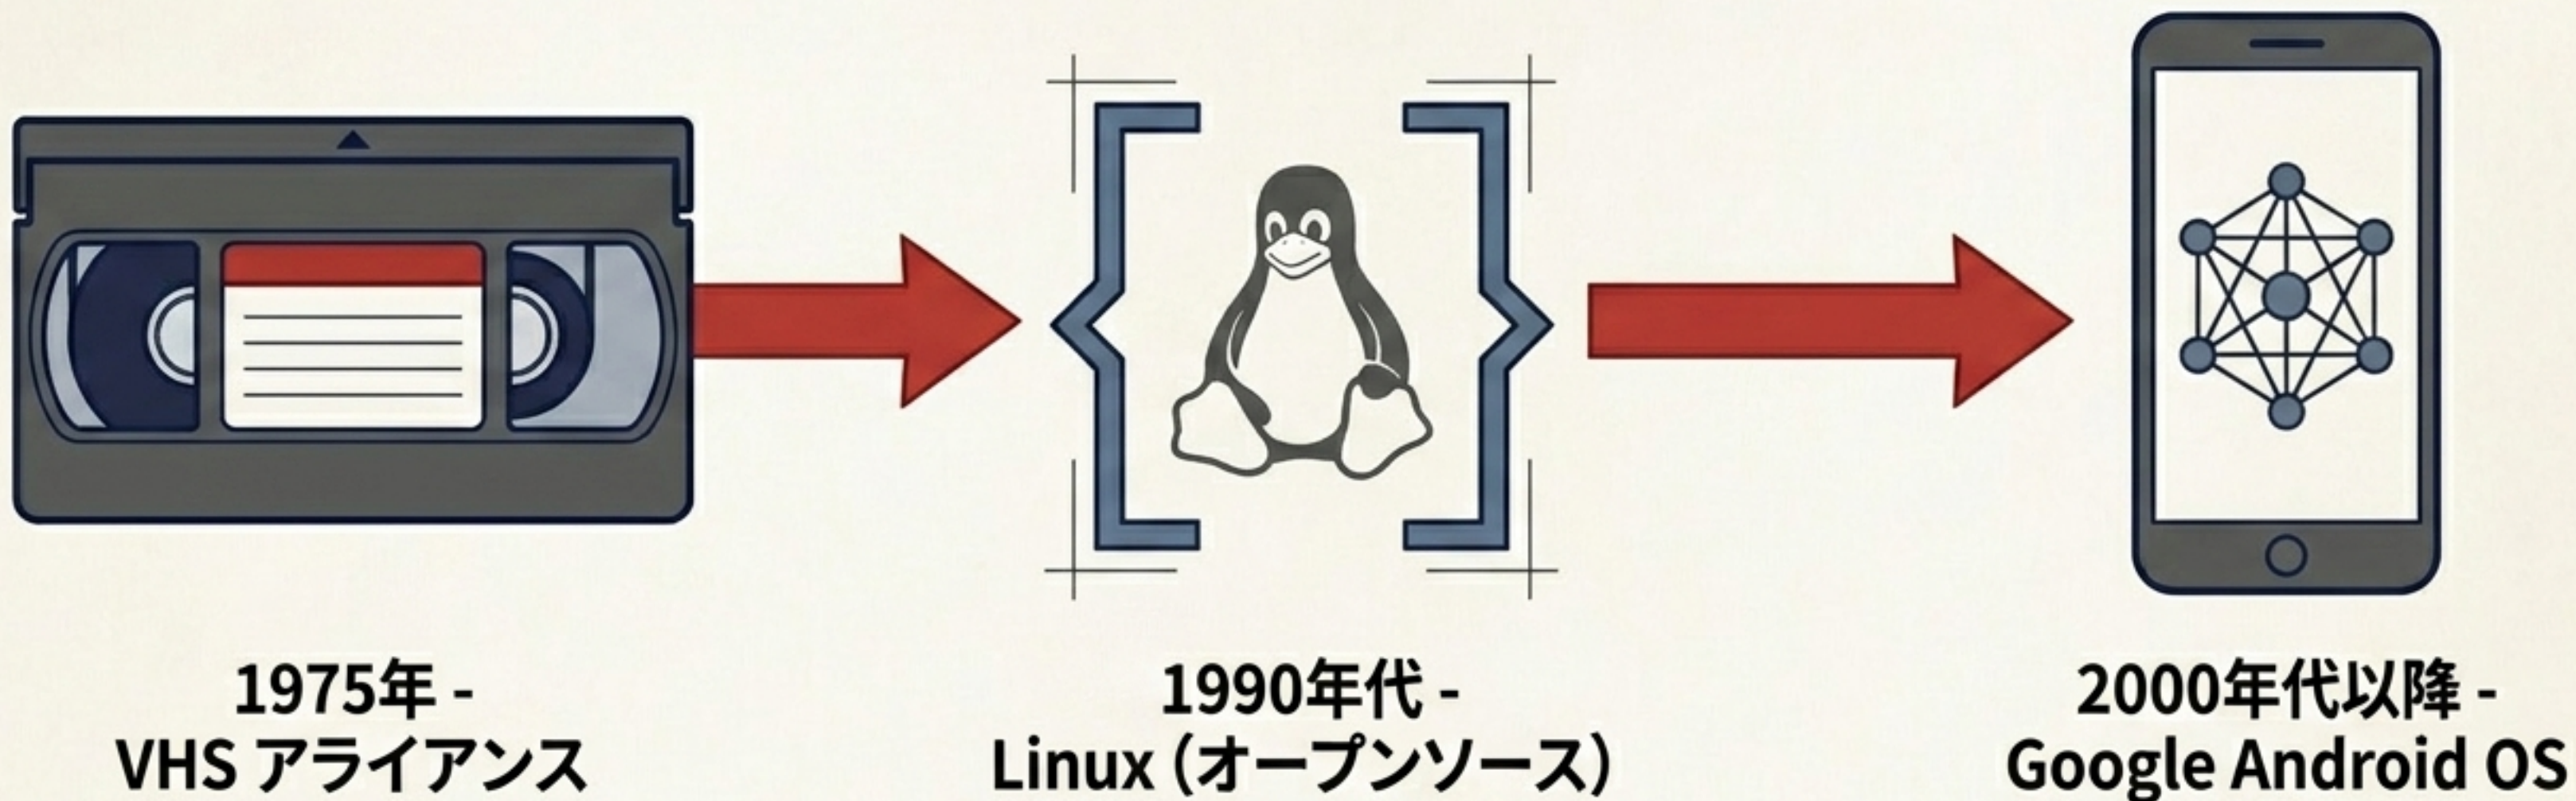 1975年 -
VHS アライアンス
1990年代 -
Linux (オープンソース)
2000年代以降 -
Google Android OS